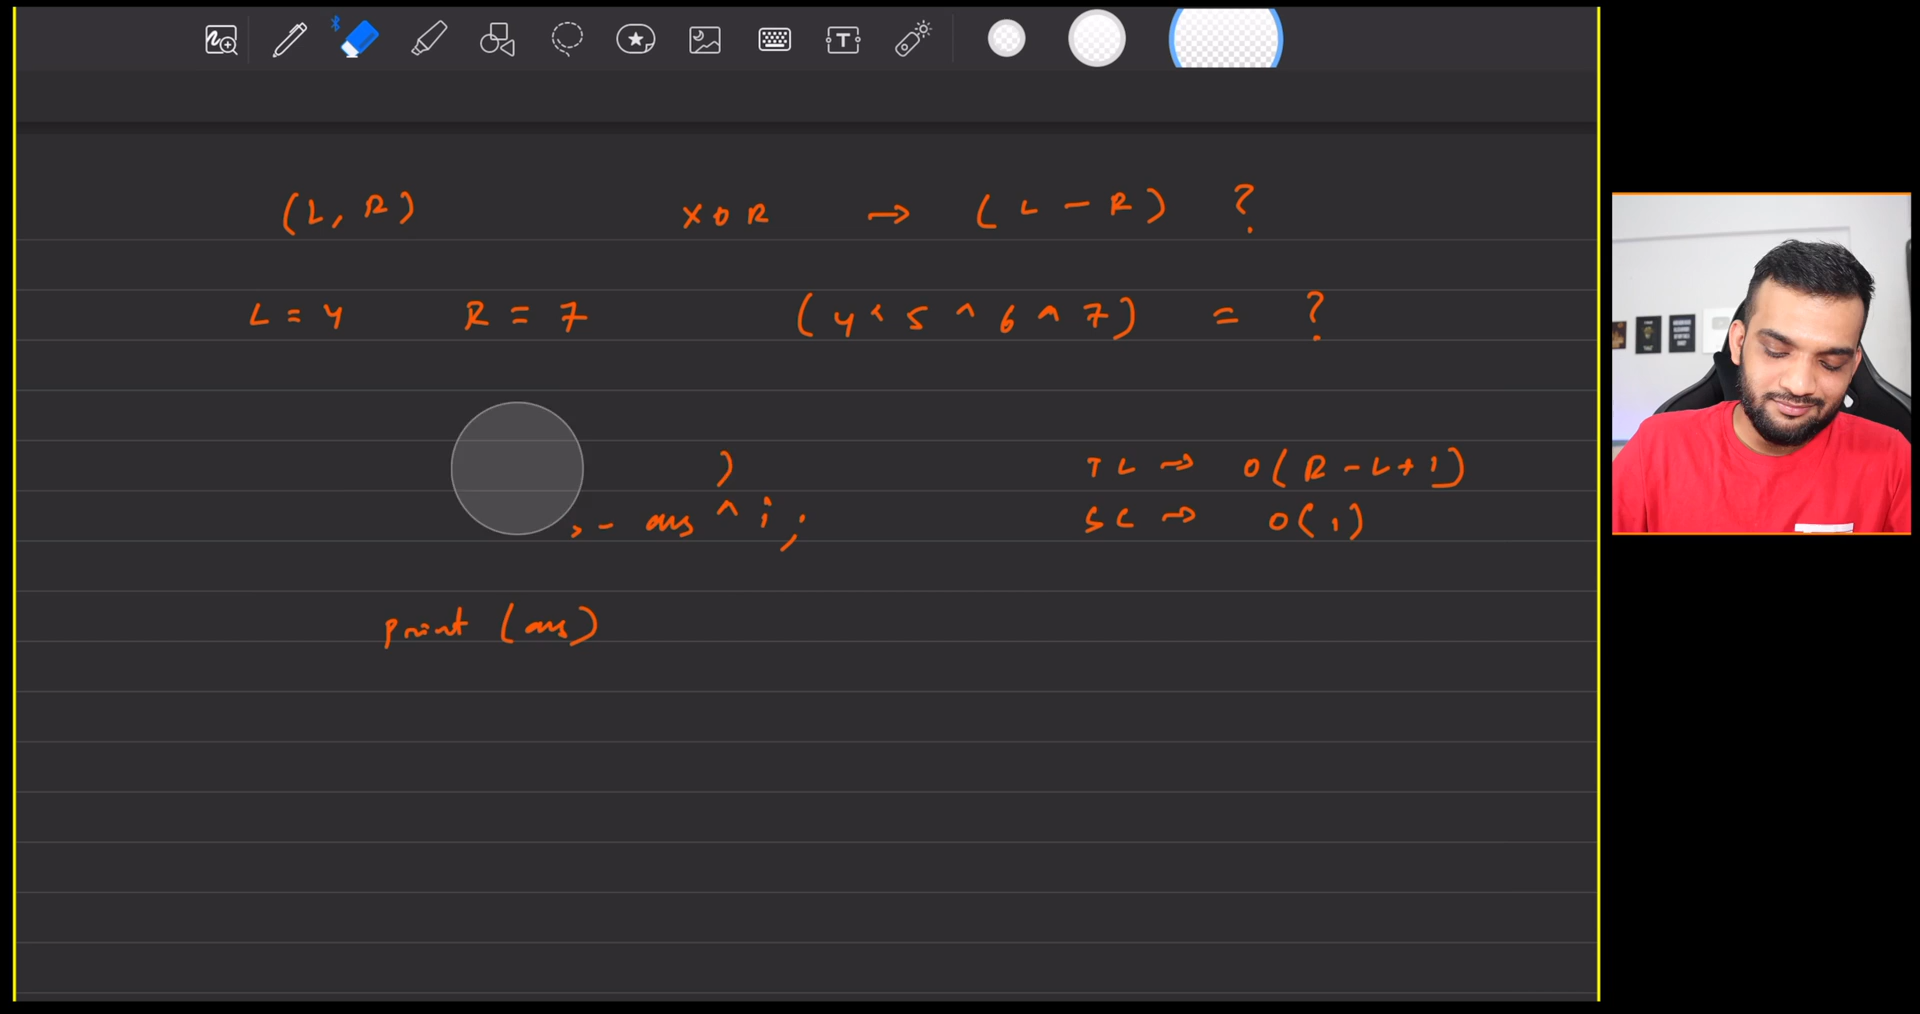 (L, R) XOR → (L - R) ?
L = 4 R = 7 (4 ^ 5 ^ 6 ^ 7) = ?
) TC → O(R - L + 1)
= ans ^ i; SC → O(1)
print (ans)